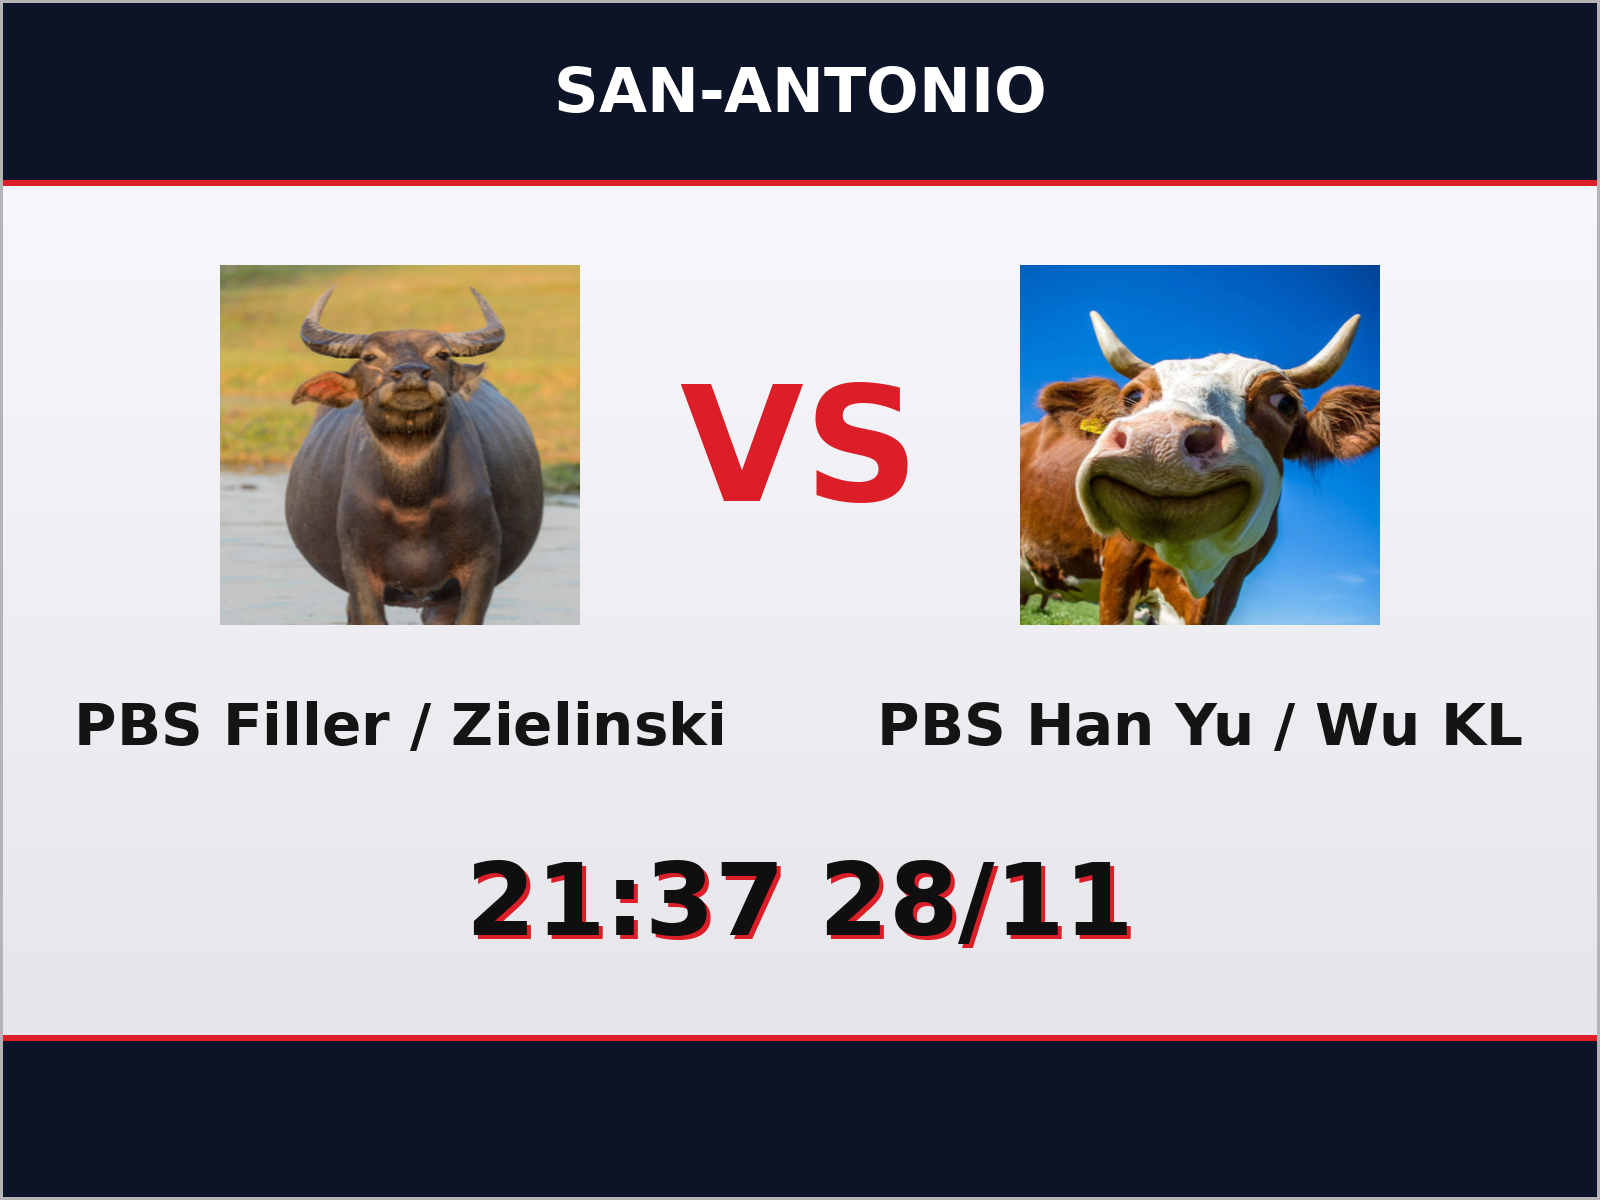 SAN-ANTONIO
VS
PBS Filler / Zielinski
PBS Han Yu / Wu KL
21:37 28/11